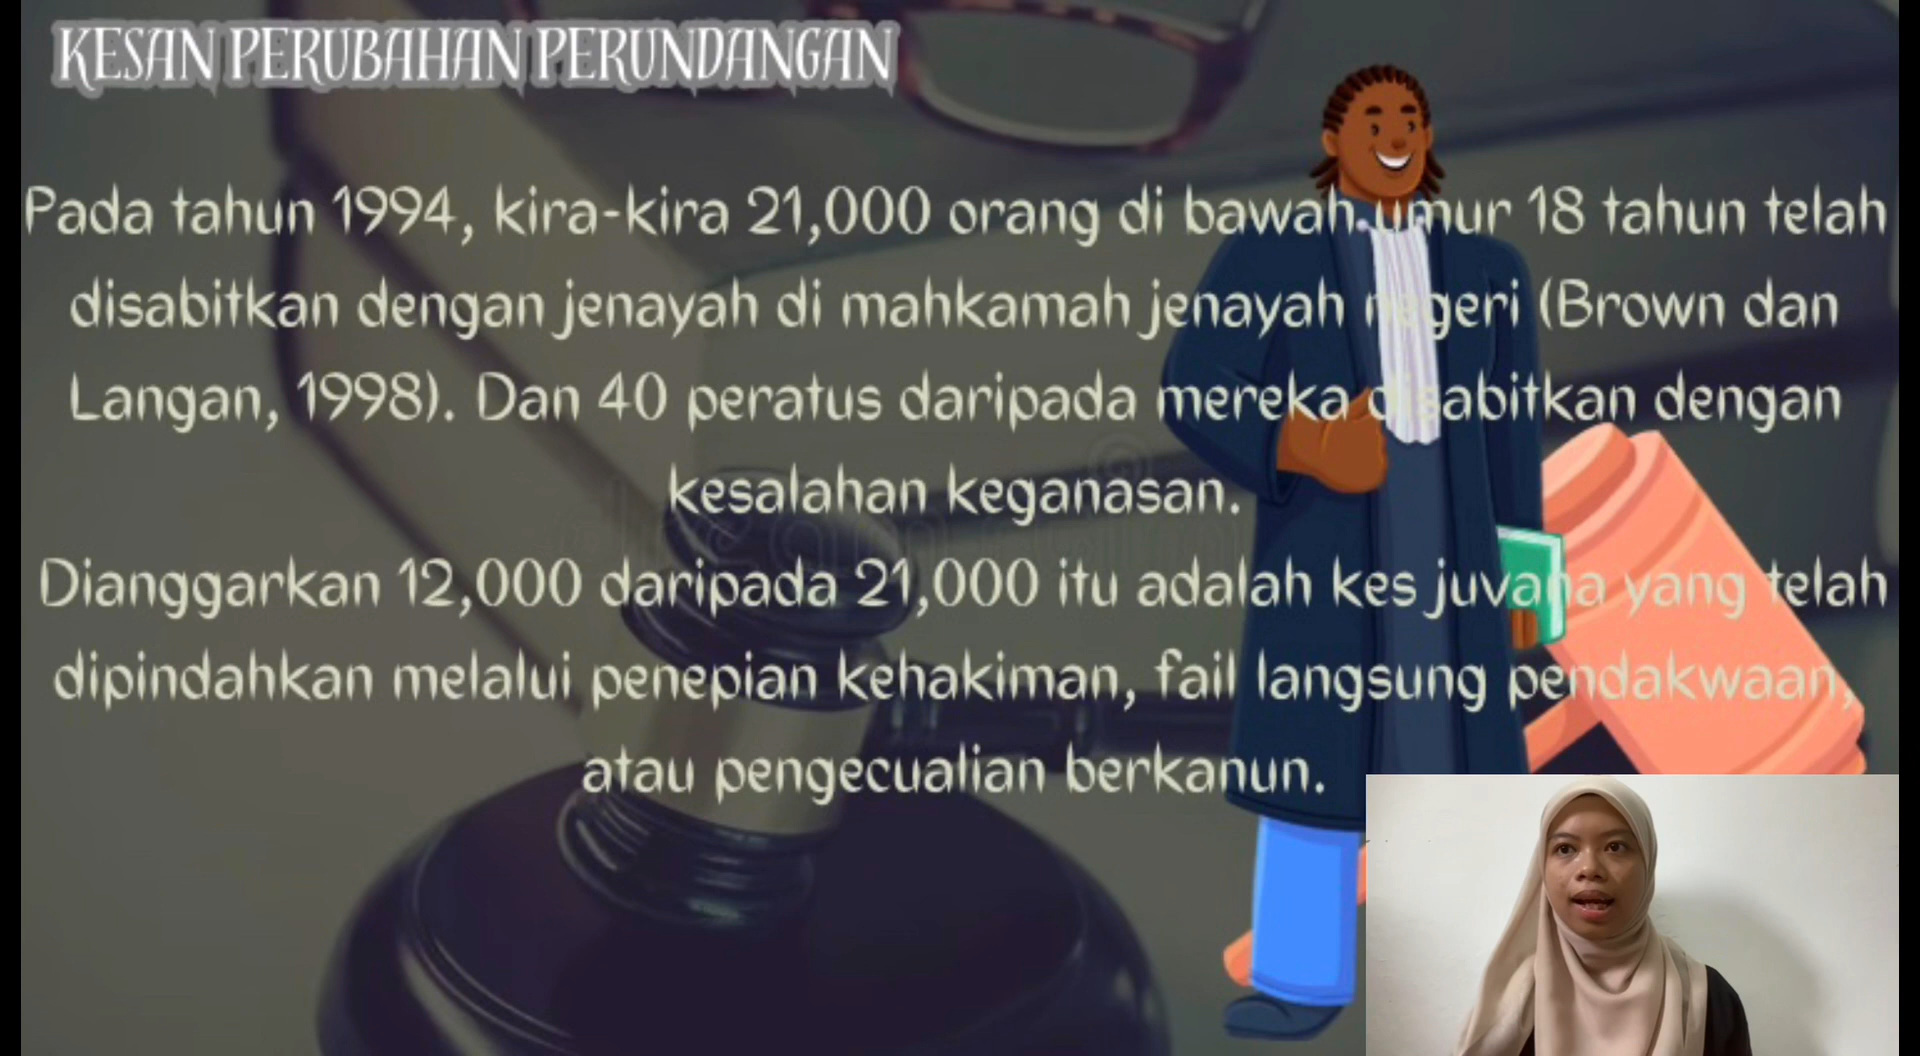 KESAN PERUBAHAN PERUNDANGAN
Pada tahun 1994, kira-kira 21,000 orang di bawah umur 18 tahun telah
disabitkan dengan jenayah di mahkamah jenayah negeri (Brown dan
Langan, 1998). Dan 40 peratus daripada mereka disabitkan dengan
kesalahan keganasan.
Dianggarkan 12,000 daripada 21,000 itu adalah kes juvana yang telah
dipindahkan melalui penepian kehakiman, fail langsung pendakwaan,
atau pengecualian berkanun.